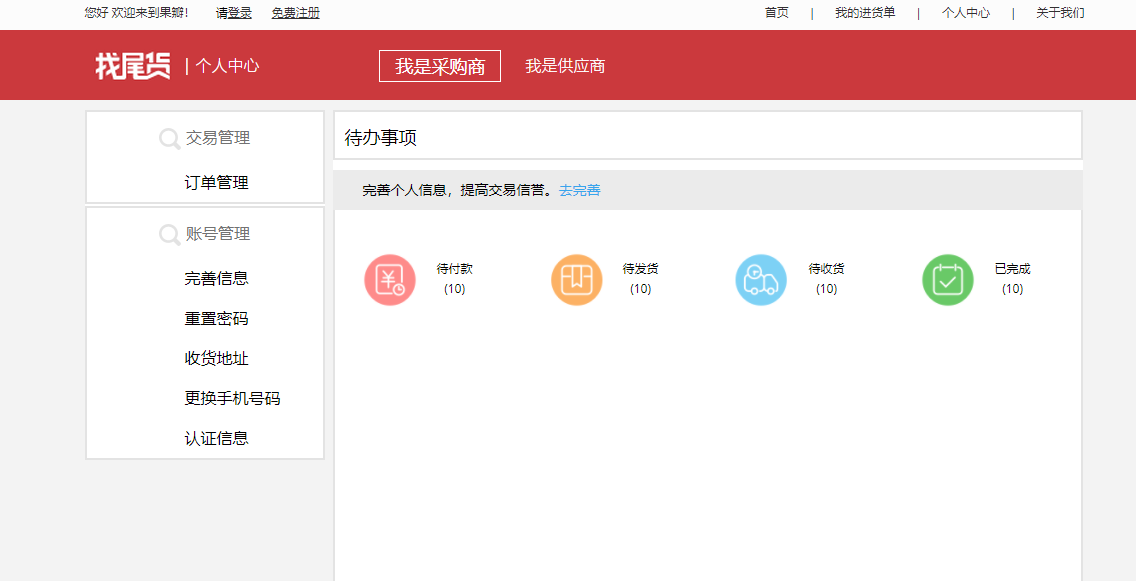 您好 欢迎来到果瓣! 请登录 免费注册 首页 | 我的进货单 | 个人中心 | 关于我们
找尾货 | 个人中心 我是采购商 我是供应商
交易管理
订单管理
账号管理
完善信息
重置密码
收货地址
更换手机号码
认证信息
待办事项
完善个人信息，提高交易信誉。去完善
待付款 待发货 待收货 已完成
(10) (10) (10) (10)